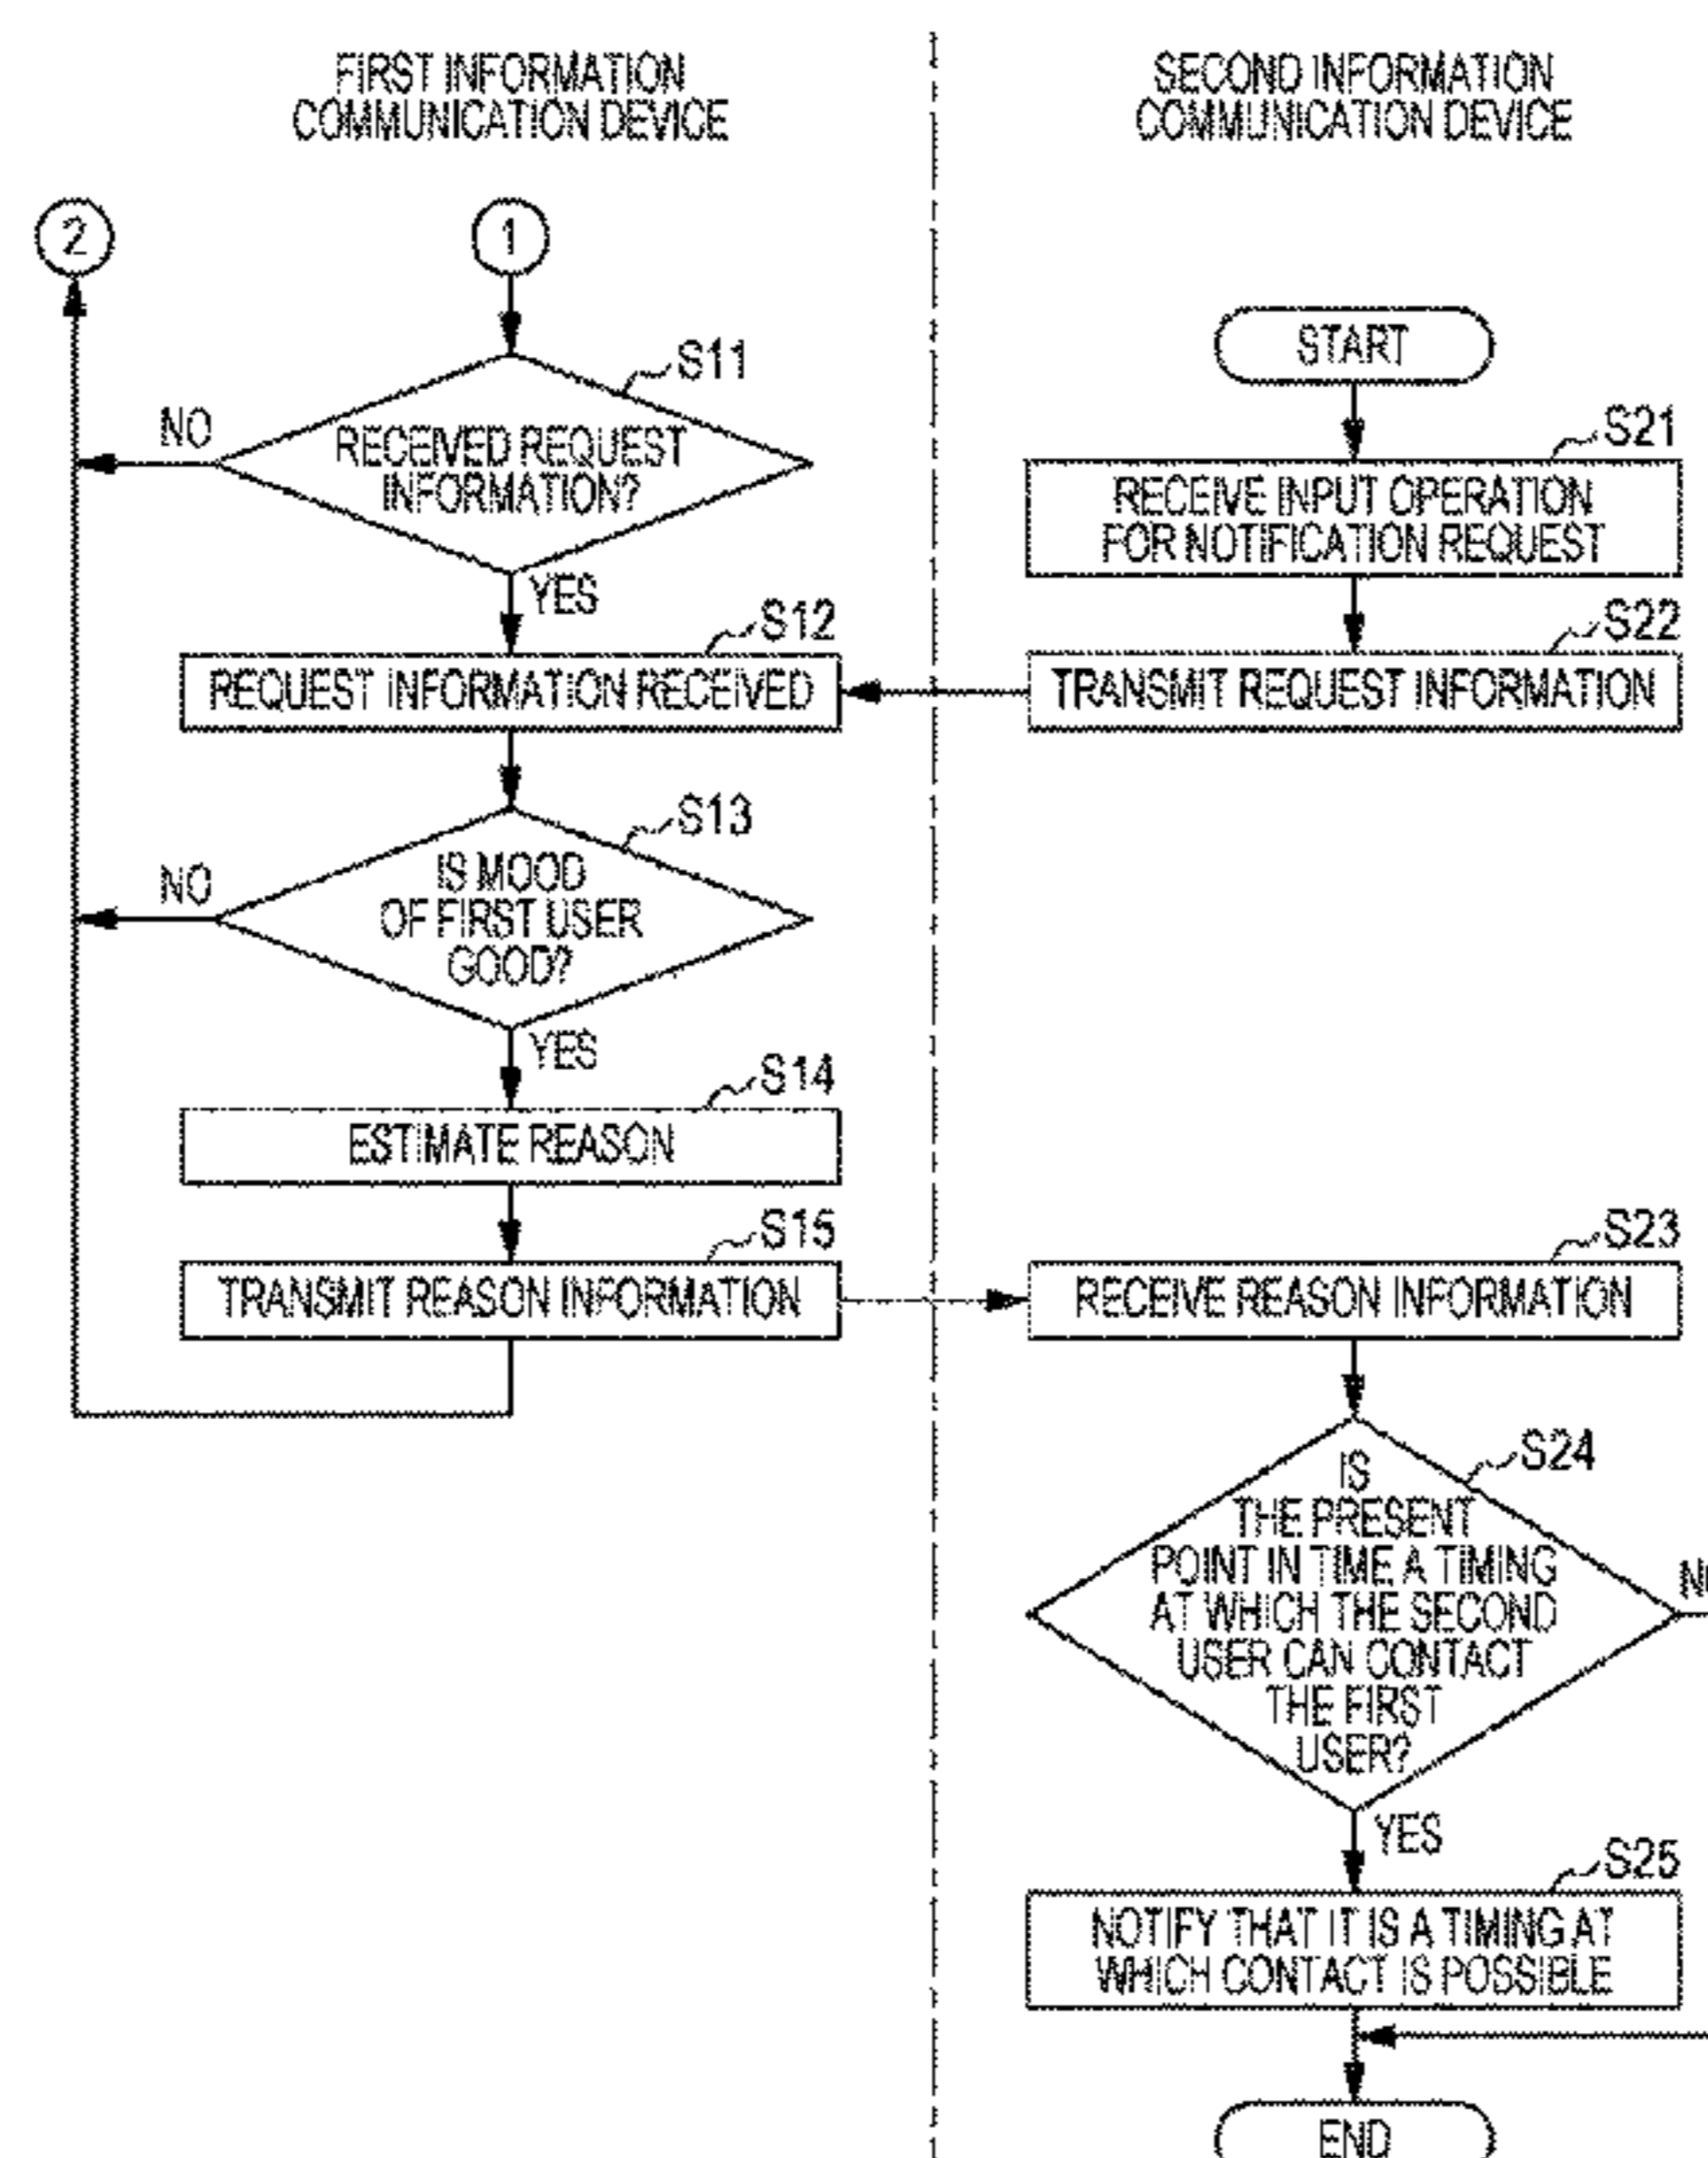 FIRST INFORMATION
COMMUNICATION DEVICE
2
1
S11
NO
RECEIVED REQUEST
INFORMATION?
YES
S12
REQUEST INFORMATION RECEIVED
S13
NO
IS MOOD
OF FIRST USER
GOOD?
YES
S14
ESTIMATE REASON
S15
TRANSMIT REASON INFORMATION
SECOND INFORMATION
COMMUNICATION DEVICE
START
S21
RECEIVE INPUT OPERATION
FOR NOTIFICATION REQUEST
S22
TRANSMIT REQUEST INFORMATION
S23
RECEIVE REASON INFORMATION
S24
IS
THE PRESENT
POINT IN TIME A TIMING
AT WHICH THE SECOND
USER CAN CONTACT
THE FIRST
USER?
YES
S25
NOTIFY THAT IT IS A TIMING AT
WHICH CONTACT IS POSSIBLE
END